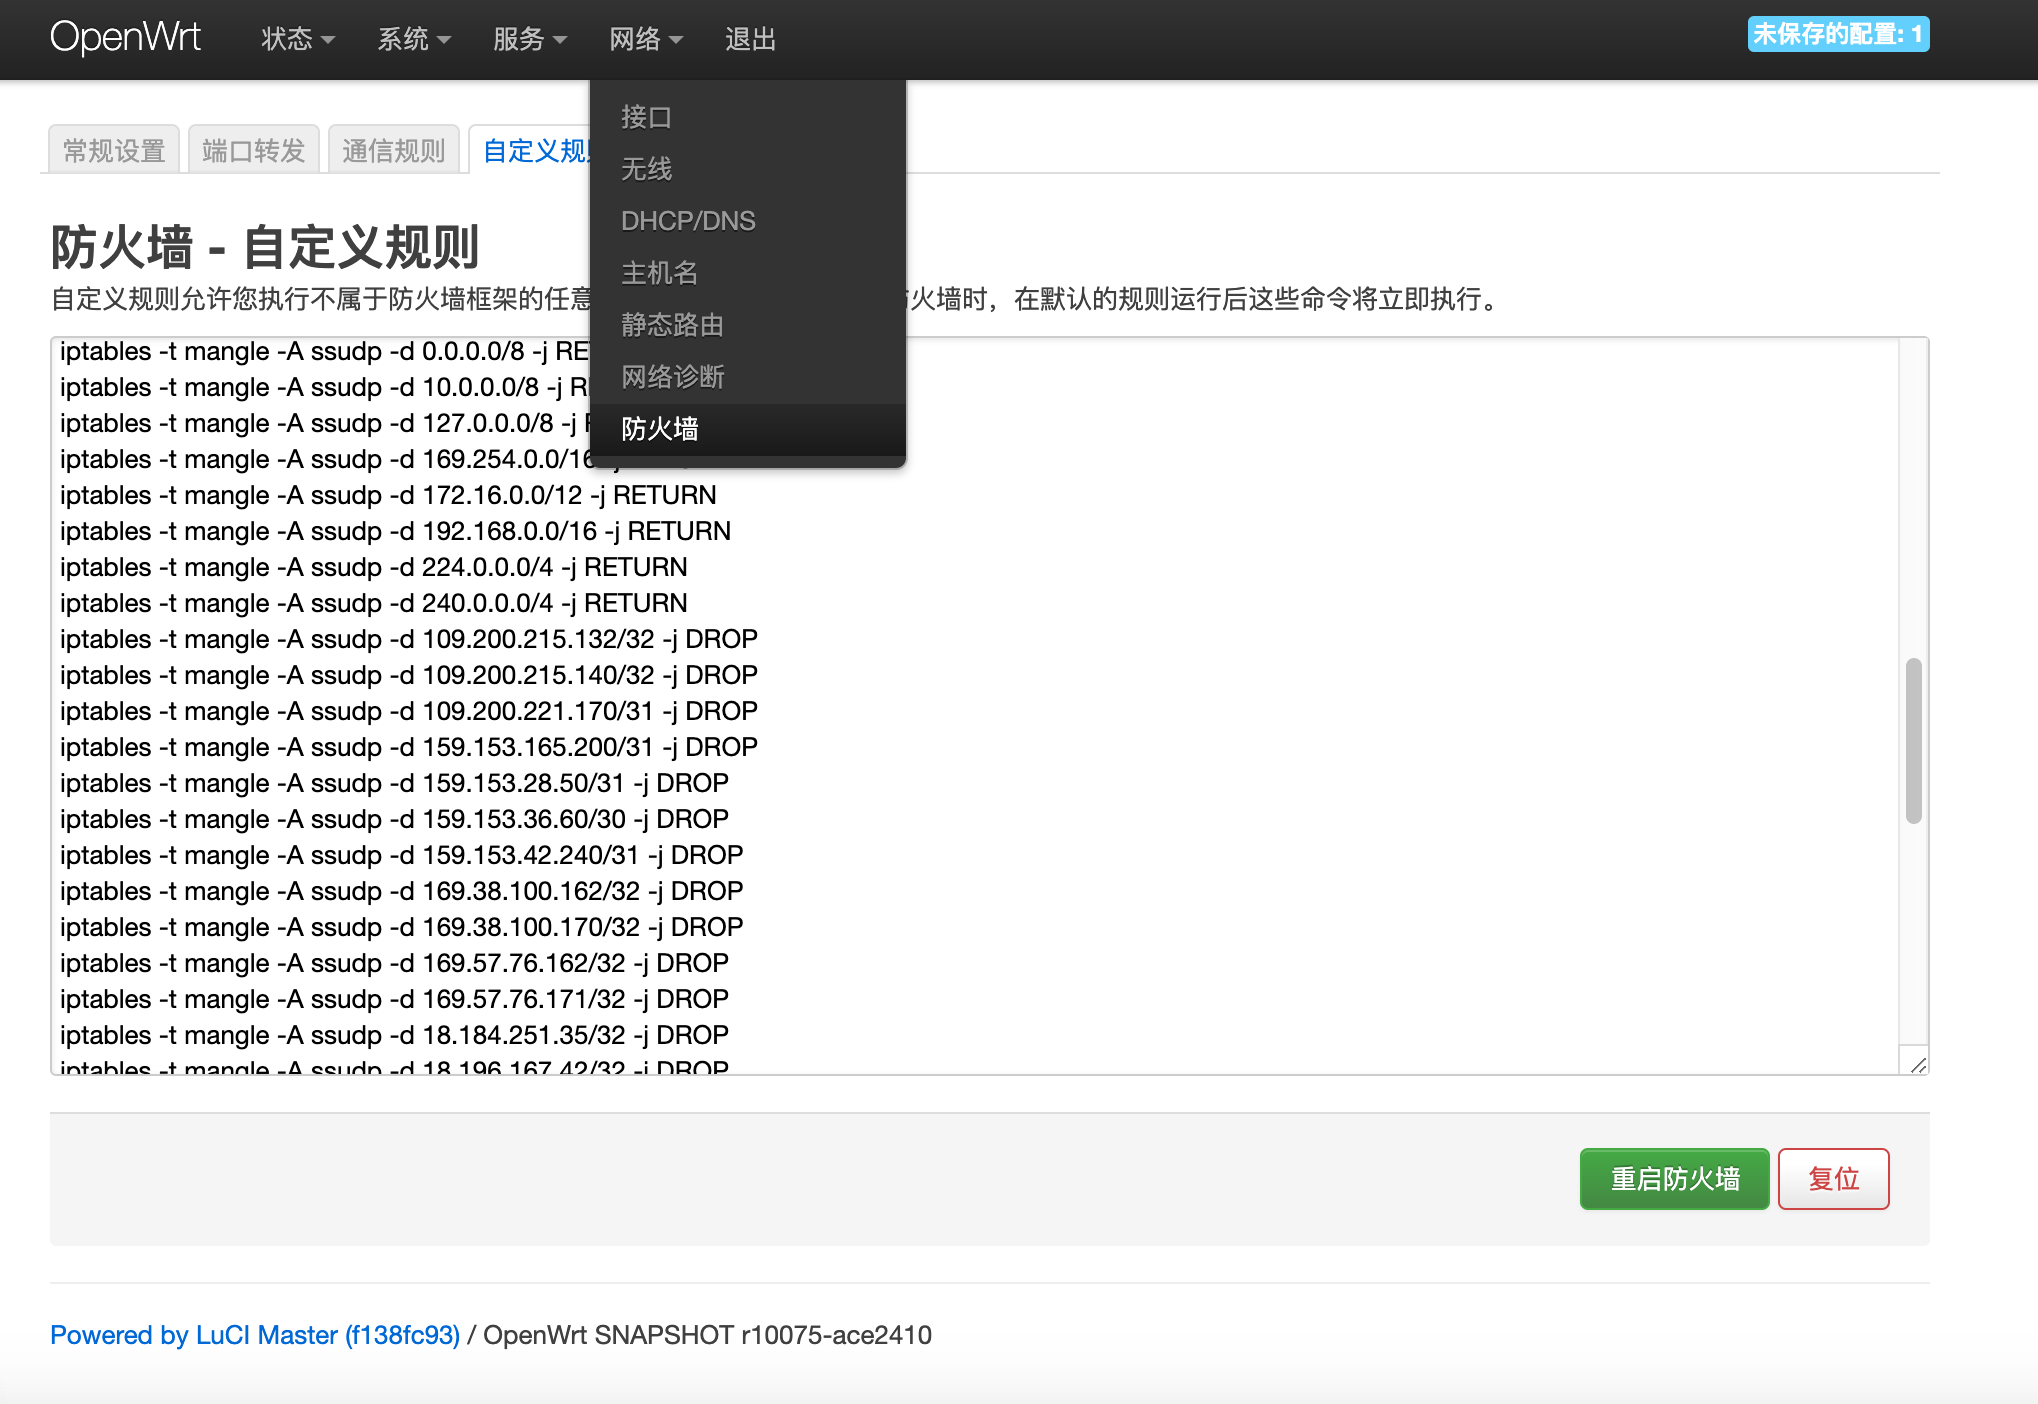 OpenWrt 状态 系统 服务 网络 退出 未保存的配置: 1
接口
无线
DHCP/DNS
主机名
静态路由
网络诊断
防火墙
常规设置 端口转发 通信规则 自定义规
防火墙 - 自定义规则
自定义规则允许您执行不属于防火墙框架的任意 火墙时，在默认的规则运行后这些命令将立即执行。
iptables -t mangle -A ssudp -d 0.0.0.0/8 -j
iptables -t mangle -A ssudp -d 10.0.0.0/8 -j
iptables -t mangle -A ssudp -d 127.0.0.0/8 -j
iptables -t mangle -A ssudp -d 169.254.0.0/16
iptables -t mangle -A ssudp -d 172.16.0.0/12 -j RETURN
iptables -t mangle -A ssudp -d 192.168.0.0/16 -j RETURN
iptables -t mangle -A ssudp -d 224.0.0.0/4 -j RETURN
iptables -t mangle -A ssudp -d 240.0.0.0/4 -j RETURN
iptables -t mangle -A ssudp -d 109.200.215.132/32 -j DROP
iptables -t mangle -A ssudp -d 109.200.215.140/32 -j DROP
iptables -t mangle -A ssudp -d 109.200.221.170/31 -j DROP
iptables -t mangle -A ssudp -d 159.153.165.200/31 -j DROP
iptables -t mangle -A ssudp -d 159.153.28.50/31 -j DROP
iptables -t mangle -A ssudp -d 159.153.36.60/30 -j DROP
iptables -t mangle -A ssudp -d 159.153.42.240/31 -j DROP
iptables -t mangle -A ssudp -d 169.38.100.162/32 -j DROP
iptables -t mangle -A ssudp -d 169.38.100.170/32 -j DROP
iptables -t mangle -A ssudp -d 169.57.76.162/32 -j DROP
iptables -t mangle -A ssudp -d 169.57.76.171/32 -j DROP
iptables -t mangle -A ssudp -d 18.184.251.35/32 -j DROP
iptables -t mangle -A ssudp -d 18.196.167.42/32 -j DROP
重启防火墙 复位
Powered by LuCI Master (f138fc93) / OpenWrt SNAPSHOT r10075-ace2410